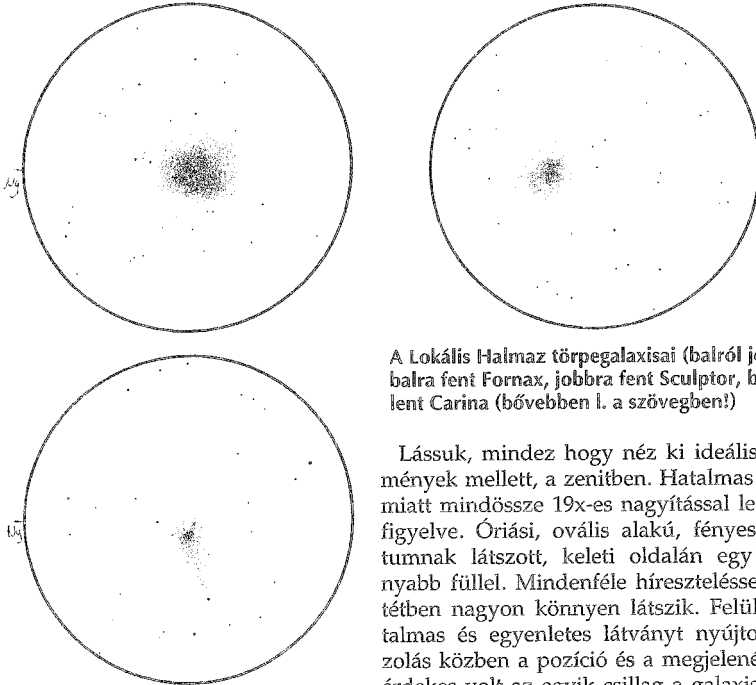 Ny
A Lokális Halmaz törpegalaxisai (balról
balra fent Fornax, jobbra fent Sculptor,
lent Carina (bővebben l. a szövegben!)
Ny
Lássuk, mindez hogy néz ki ideális
mények mellett, a zenitben. Hatalmas
miatt mindössze 19x-es nagyítással
figyelve. Óriási, ovális alakú, fényes
tumnak látszott, keleti oldalán egy
nyabb füllel. Mindenféle híresztelésse
tétben nagyon könnyen látszik. Felül
talmas és egyenletes látványt nyújto
zolás közben a pozíció és a megjelené